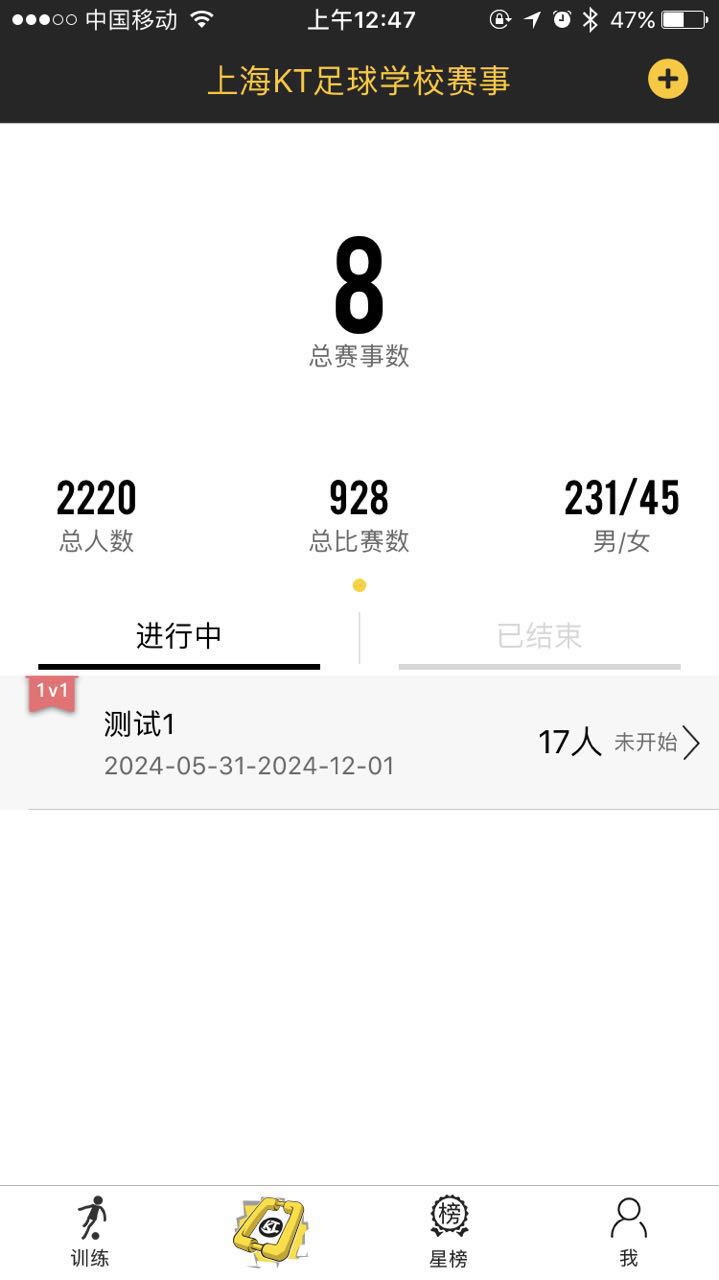 中国移动 上午12:47 47%
上海KT足球学校赛事
8
总赛事数
2220 928 231/45
总人数 总比赛数 男/女
进行中 已结束
1v1
测试1
17人 未开始
2024-05-31-2024-12-01
KT
训练 榜 星榜 我